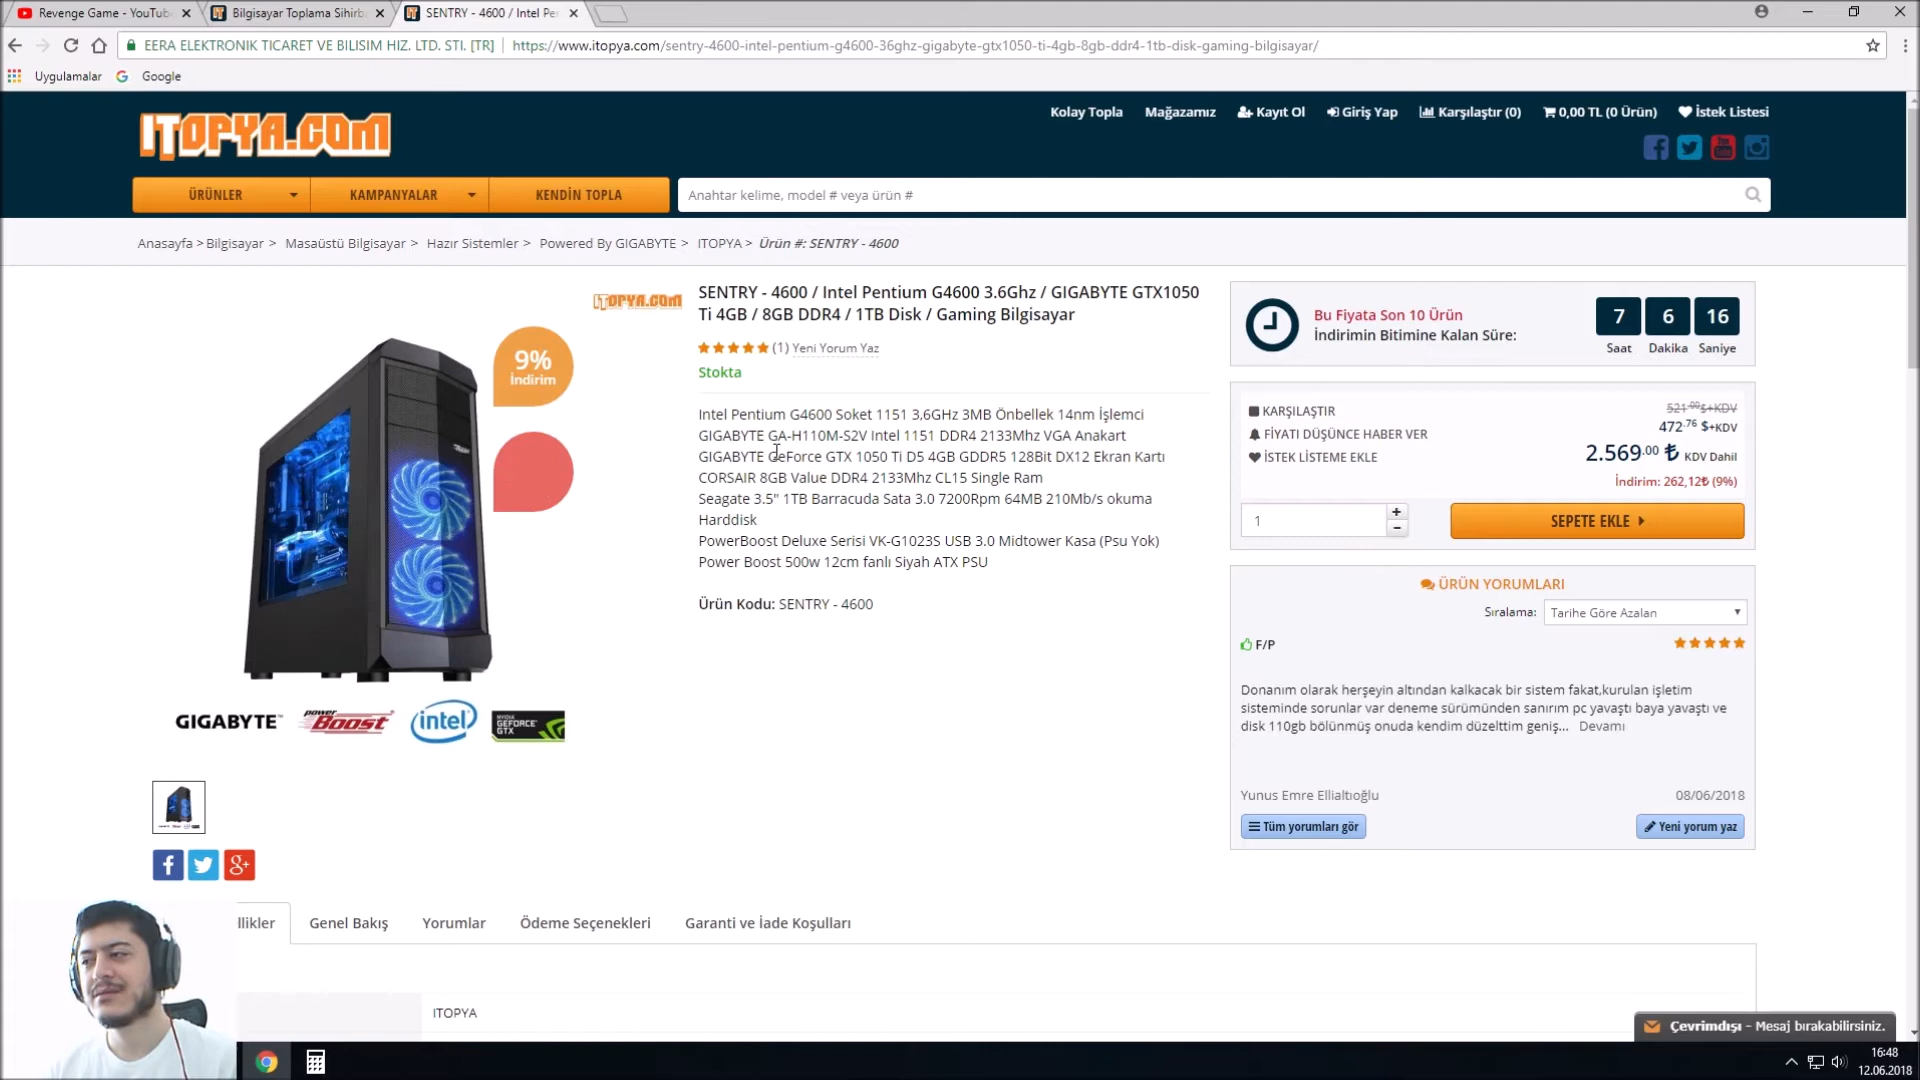 Revenge Game - YouTub
Bilgisayar Toplama Sihirb
SENTRY - 4600 / Intel Pe
EERA ELEKTRONIK TICARET VE BILISIM HIZ. LTD. STI. [TR]
https://www.itopya.com/sentry-4600-intel-pentium-g4600-36ghz-gigabyte-gtx1050-ti-4gb-8gb-ddr4-1tb-disk-gaming-bilgisayar/
Uygulamalar
Google
ITOPYA.COM
Kolay Topla
Mağazamız
Kayıt Ol
Giriş Yap
Karşılaştır (0)
0,00 TL (0 Ürün)
İstek Listesi
ÜRÜNLER
KAMPANYALAR
KENDİN TOPLA
Anahtar kelime, model # veya ürün #
Anasayfa > Bilgisayar > Masaüstü Bilgisayar > Hazır Sistemler > Powered By GIGABYTE > ITOPYA > Ürün #: SENTRY - 4600
ITOPYA.COM
9%
İndirim
GIGABYTE™
power Boost
intel
NVIDIA GEFORCE GTX
SENTRY - 4600 / Intel Pentium G4600 3.6Ghz / GIGABYTE GTX1050
Ti 4GB / 8GB DDR4 / 1TB Disk / Gaming Bilgisayar
(1) Yeni Yorum Yaz
Stokta
Intel Pentium G4600 Soket 1151 3,6GHz 3MB Önbellek 14nm İşlemci
GIGABYTE GA-H110M-S2V Intel 1151 DDR4 2133Mhz VGA Anakart
GIGABYTE GeForce GTX 1050 Ti D5 4GB GDDR5 128Bit DX12 Ekran Kartı
CORSAIR 8GB Value DDR4 2133Mhz CL15 Single Ram
Seagate 3.5" 1TB Barracuda Sata 3.0 7200Rpm 64MB 210Mb/s okuma
Harddisk
PowerBoost Deluxe Serisi VK-G1023S USB 3.0 Midtower Kasa (Psu Yok)
Power Boost 500w 12cm fanlı Siyah ATX PSU
Ürün Kodu: SENTRY - 4600
Bu Fiyata Son 10 Ürün
İndirimin Bitimine Kalan Süre:
7 6 16
Saat Dakika Saniye
KARŞILAŞTIR
FİYATI DÜŞÜNCE HABER VER
İSTEK LİSTEME EKLE
521.00$+KDV
472.76 $+KDV
2.569.00 ₺ KDV Dahil
İndirim: 262,12₺ (9%)
1
+
-
SEPETE EKLE
ÜRÜN YORUMLARI
Sıralama: Tarihe Göre Azalan
F/P
Donanım olarak herşeyin altından kalkacak bir sistem fakat,kurulan işletim
sisteminde sorunlar var deneme sürümünden sanırım pc yavaştı baya yavaştı ve
disk 110gb bölünmüş onuda kendim düzelttim geniş... Devamı
Yunus Emre Ellialtıoğlu
08/06/2018
Tüm yorumları gör
Yeni yorum yaz
llikler
Genel Bakış
Yorumlar
Ödeme Seçenekleri
Garanti ve İade Koşulları
ITOPYA
Çevrimdışı - Mesaj bırakabilirsiniz.
16:48
12.06.2018